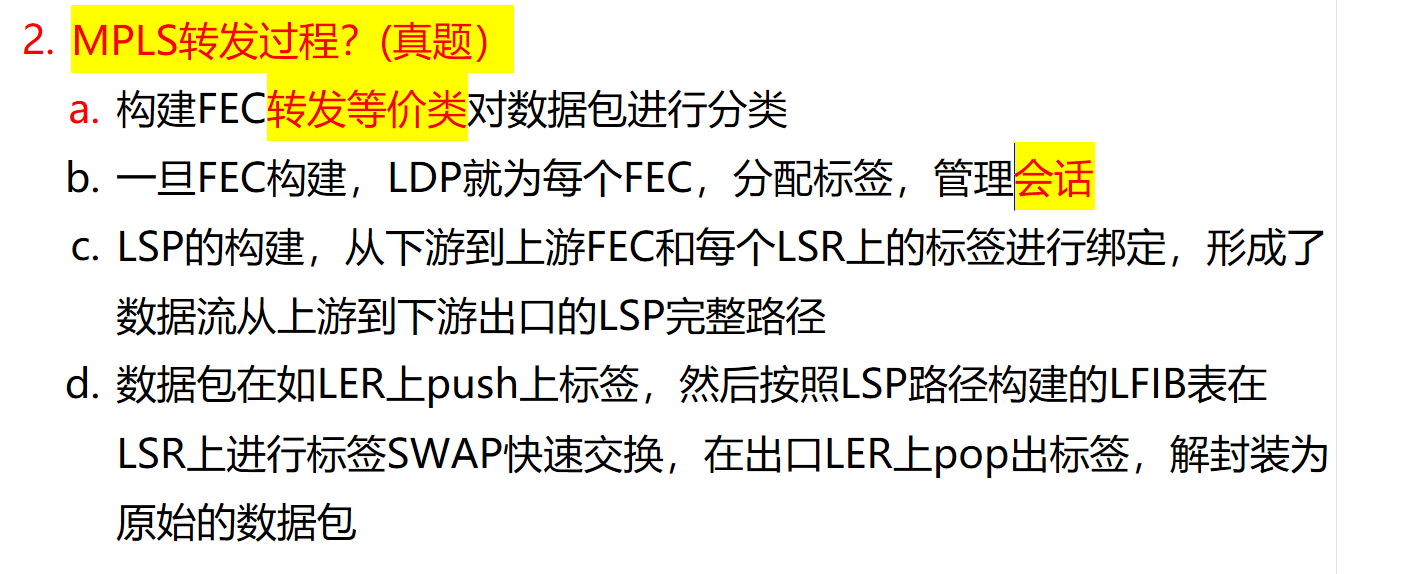 2. MPLS转发过程？(真题）
a. 构建FEC转发等价类对数据包进行分类
b. 一旦FEC构建，LDP就为每个FEC，分配标签，管理会话
c. LSP的构建，从下游到上游FEC和每个LSR上的标签进行绑定，形成了
数据流从上游到下游出口的LSP完整路径
d. 数据包在如LER上push上标签，然后按照LSP路径构建的LFIB表在
LSR上进行标签SWAP快速交换，在出口LER上pop出标签，解封装为
原始的数据包